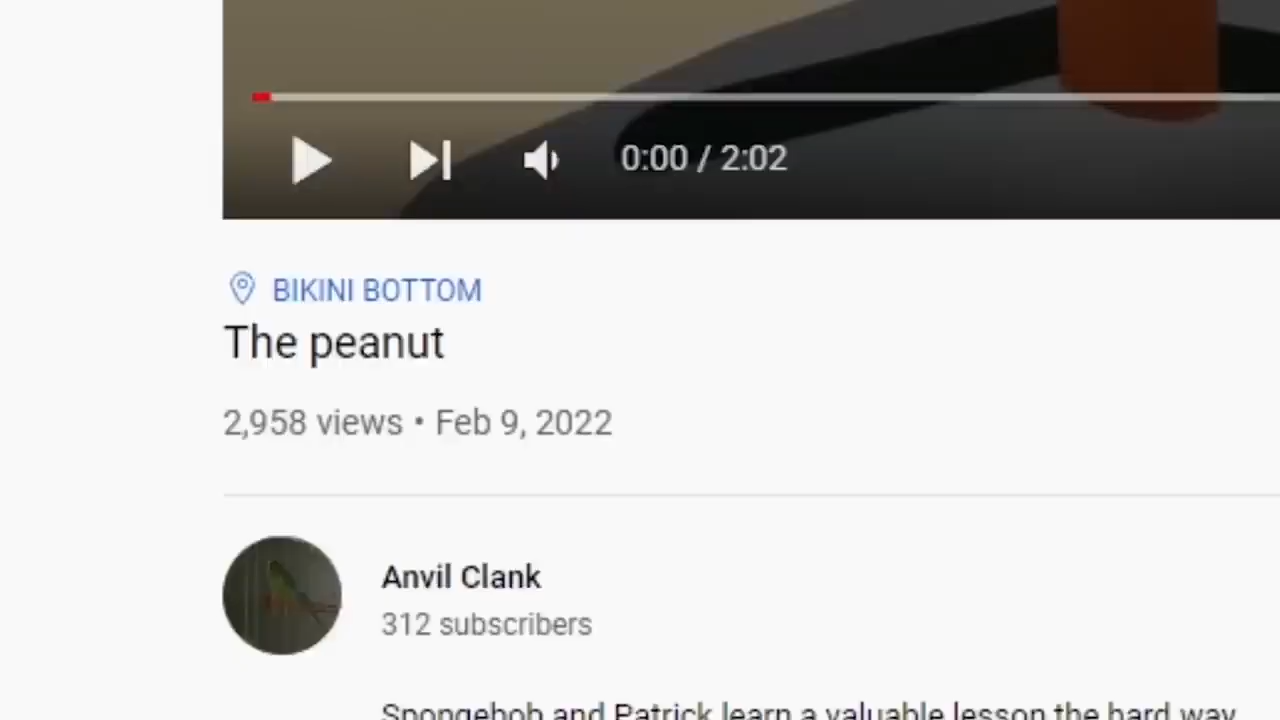 0:00 / 2:02
BIKINI BOTTOM
The peanut
2,958 views • Feb 9, 2022
Anvil Clank
312 subscribers
Spongebob and Patrick learn a valuable lesson the hard way